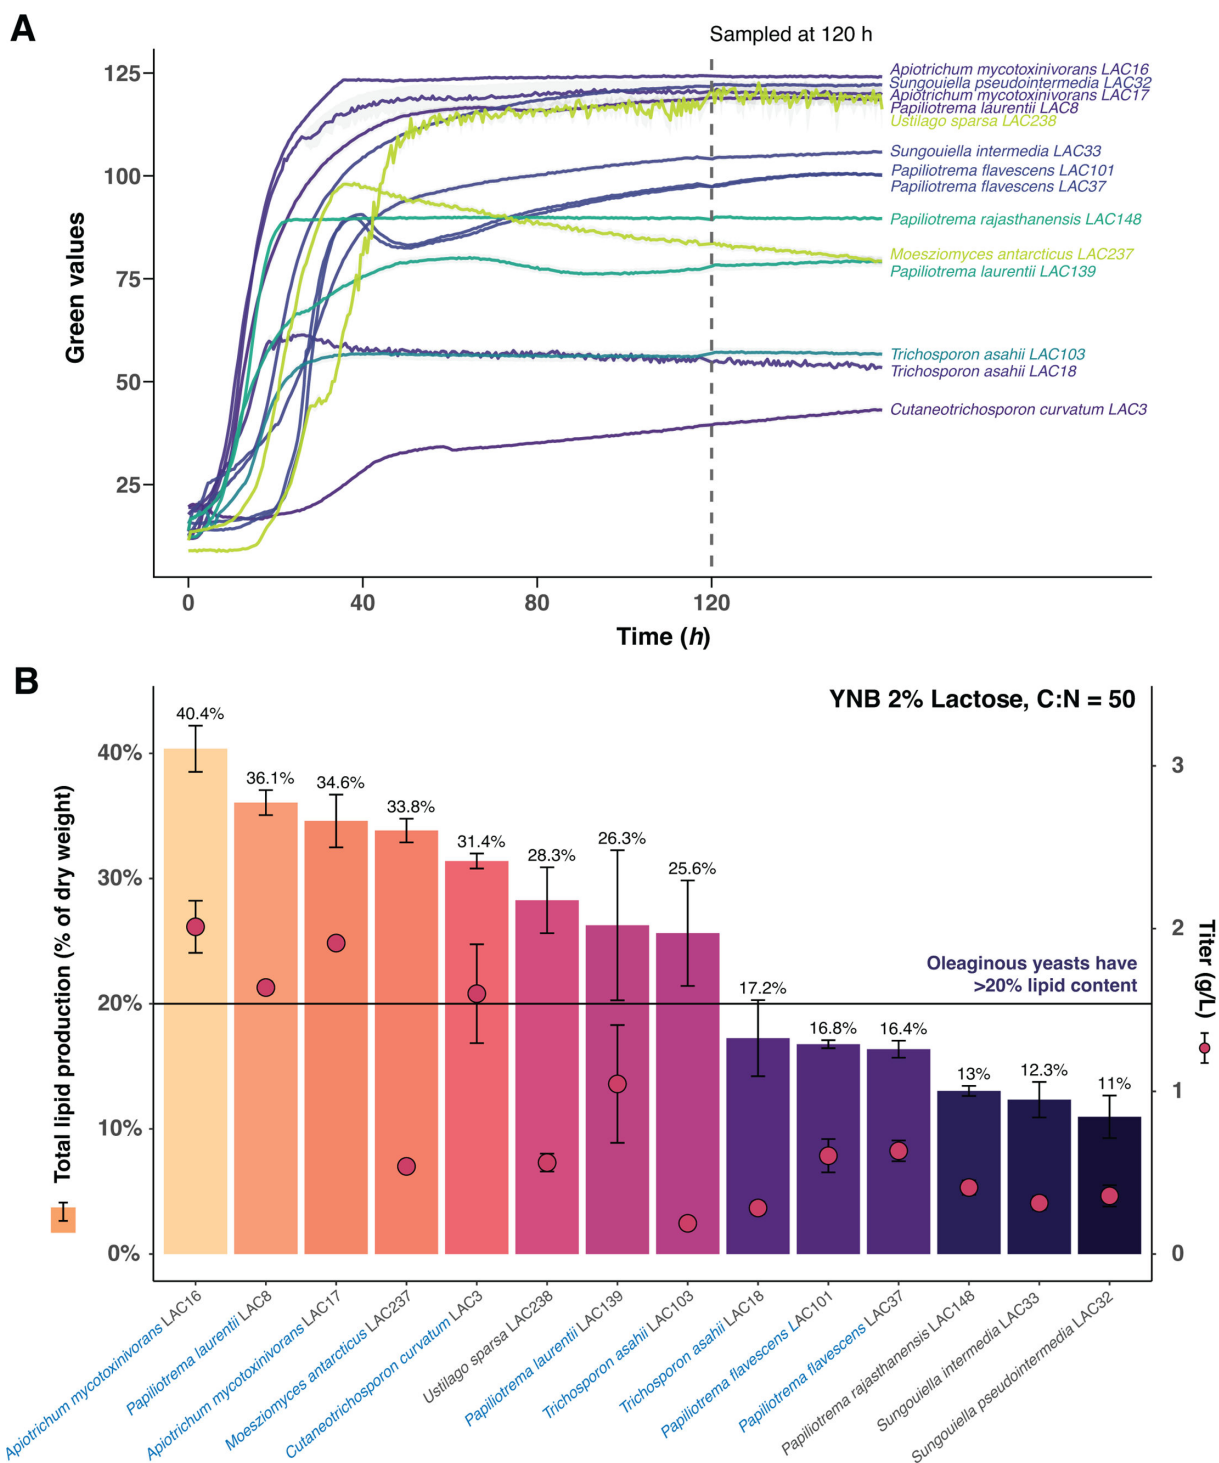 A
Sampled at 120 h
125
100
75
50
25
Green values
Apiotrichum mycotoxinivorans LAC16
Sungouiella pseudointermedia LAC32
Apiotrichum mycotoxinivorans LAC17
Papiliotrema laurentii LAC8
Ustilago sparsa LAC238
Sungouiella intermedia LAC33
Papiliotrema flavescens LAC101
Papiliotrema flavescens LAC37
Papiliotrema rajasthanensis LAC148
Moesziomyces antarcticus LAC237
Papiliotrema laurentii LAC139
Trichosporon asahii LAC103
Trichosporon asahii LAC18
Cutaneotrichosporon curvatum LAC3
0 40 80 120
Time (h)
B
YNB 2% Lactose, C:N = 50
Total lipid production (% of dry weight)
40%
30%
20%
10%
0%
40.4%
36.1%
34.6%
33.8%
31.4%
28.3%
26.3%
25.6%
17.2%
16.8%
16.4%
13%
12.3%
11%
Oleaginous yeasts have
>20% lipid content
3
2
1
0
Titer (g/L)
Apiotrichum mycotoxinivorans LAC16
Papiliotrema laurentii LAC8
Apiotrichum mycotoxinivorans LAC17
Moesziomyces antarcticus LAC237
Cutaneotrichosporon curvatum LAC3
Ustilago sparsa LAC238
Papiliotrema laurentii LAC139
Trichosporon asahii LAC103
Trichosporon asahii LAC18
Papiliotrema flavescens LAC101
Papiliotrema flavescens LAC37
Papiliotrema rajasthanensis LAC148
Sungouiella intermedia LAC33
Sungouiella pseudointermedia LAC32